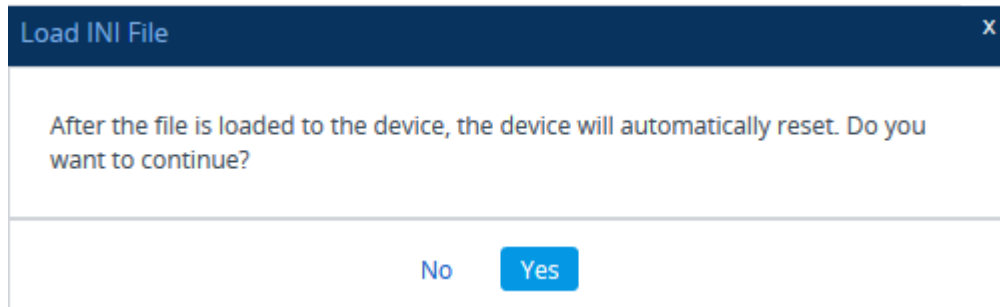 Load INI File
x
After the file is loaded to the device, the device will automatically reset. Do you
want to continue?
No
Yes